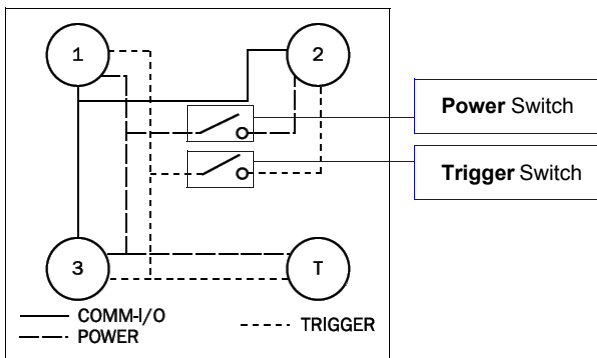 1
2
Power Switch
Trigger Switch
3
T
COMM-I/O
POWER
TRIGGER